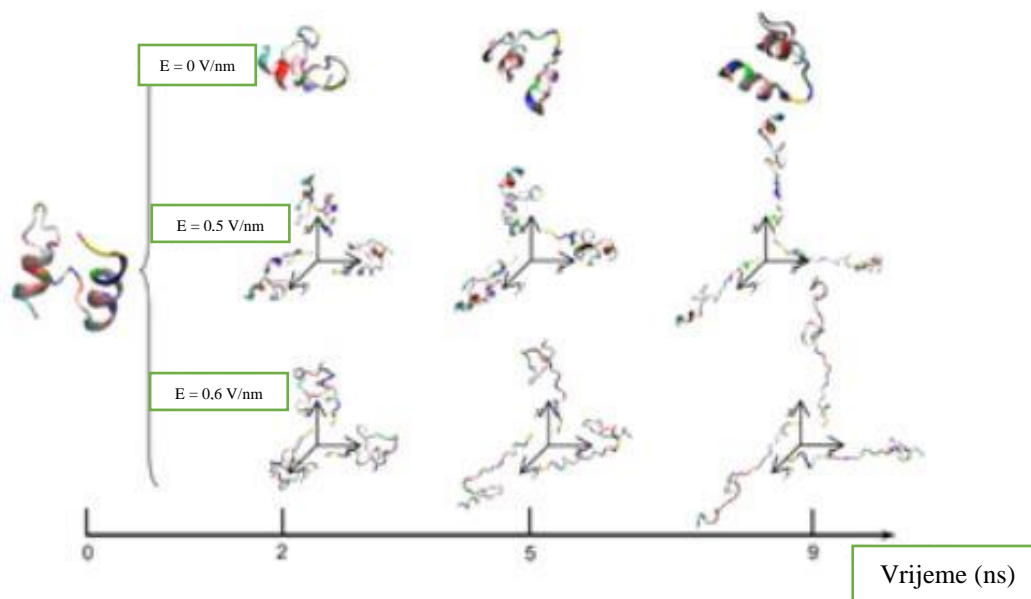 E = 0 V/nm
E = 0.5 V/nm
E = 0,6 V/nm
0
2
5
9
Vrijeme (ns)